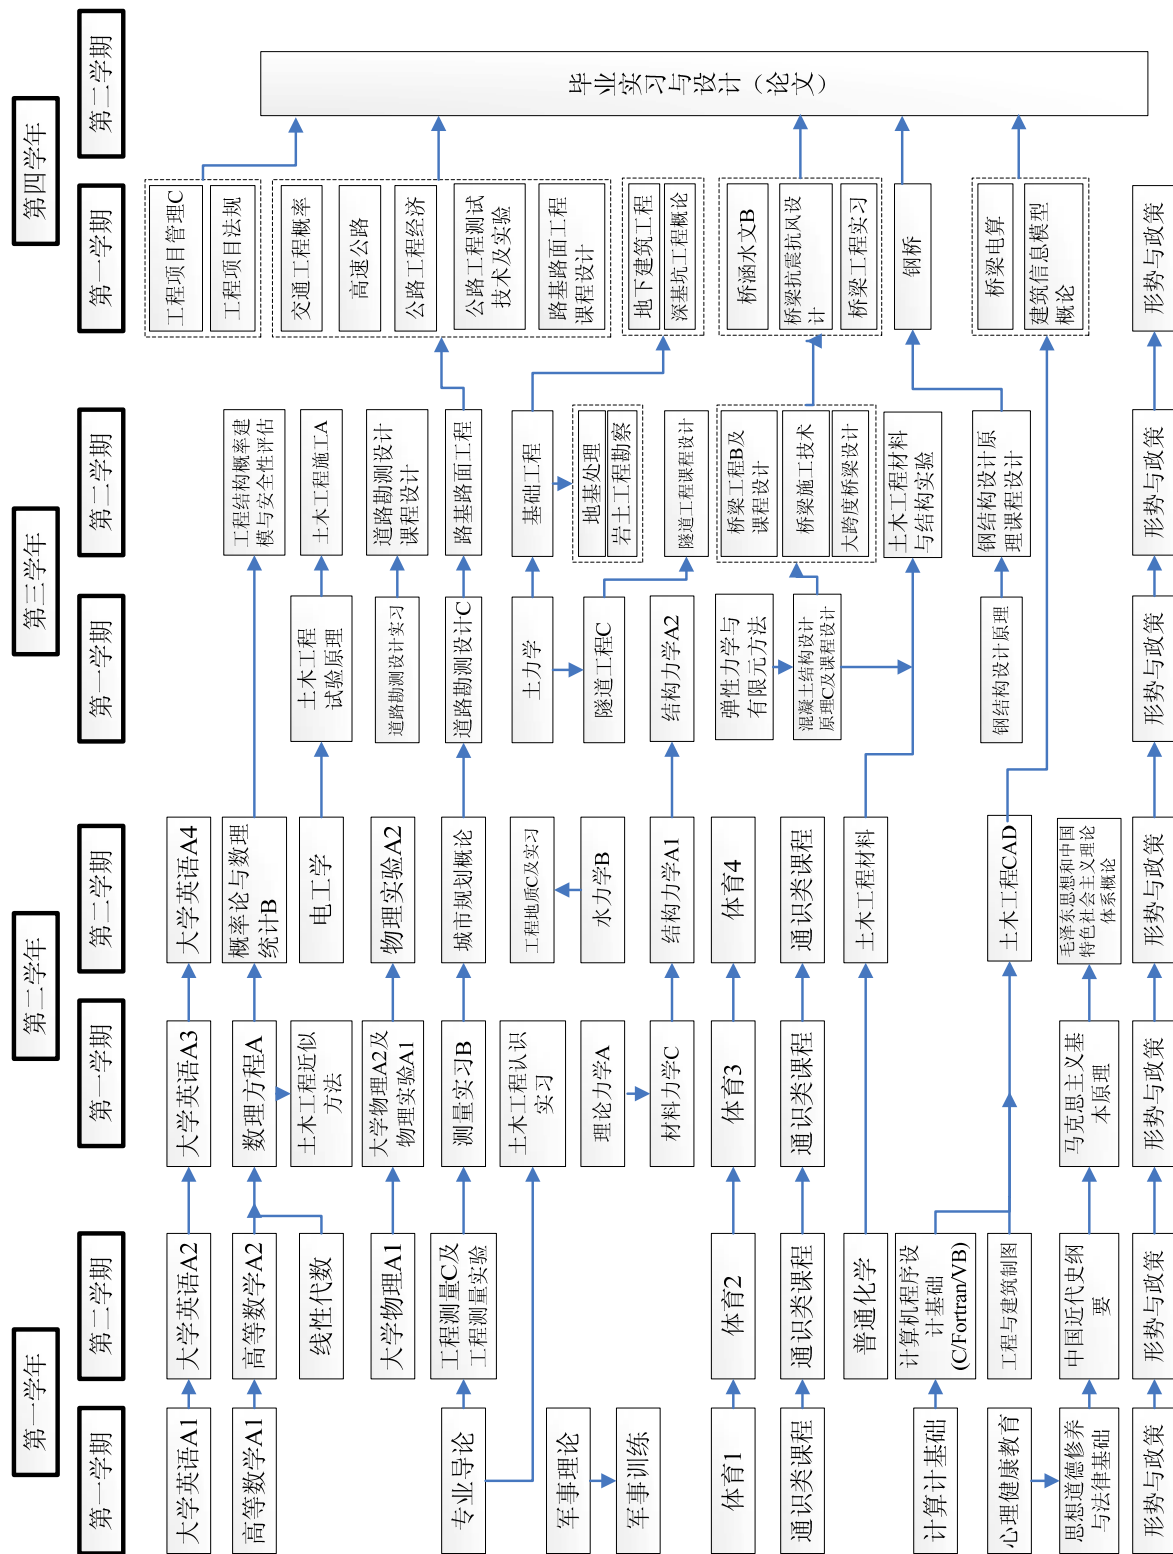 第一学年
第二学年
第三学年
第四学年
第一学期
第二学期
第一学期
第二学期
第一学期
第二学期
第一学期
第二学期
大学英语A1
大学英语A2
大学英语A3
大学英语A4
工程项目管理C
工程项目法规
高等数学A1
高等数学A2
数理方程A
概率论与数理
统计B
工程结构概率建
模与安全性评估
线性代数
土木工程近似
方法
电工学
土木工程
试验原理
土木工程施工A
交通工程概率
高速公路
公路工程经济
公路工程测试
技术及实验
路基路面工程
课程设计
大学物理A1
大学物理A2及
物理实验A1
物理实验A2
道路勘测设计实习
道路勘测设计
课程设计
专业导论
工程测量C及
工程测量实验
测量实习B
城市规划概论
道路勘测设计C
路基路面工程
土木工程认识
实习
工程地质C及实习
土力学
基础工程
军事理论
军事训练
理论力学A
水力学B
隧道工程C
地基处理
岩土工程勘察
地下建筑工程
深基坑工程概论
材料力学C
结构力学A1
结构力学A2
隧道工程课程设计
体育1
体育2
体育3
体育4
弹性力学与
有限元方法
桥梁工程B及
课程设计
桥梁施工技术
大跨度桥梁设计
桥涵水文B
桥梁抗震抗风设
计
桥梁工程实习
通识类课程
通识类课程
通识类课程
通识类课程
混凝土结构设计
原理C及课程设计
普通化学
土木工程材料
土木工程材料
与结构实验
钢桥
计算计基础
计算机程序设
计基础
(C/Fortran/VB)
心理健康教育
工程与建筑制图
土木工程CAD
钢结构设计原理
钢结构设计原
理课程设计
桥梁电算
建筑信息模型
概论
思想道德修养
与法律基础
中国近代史纲
要
马克思主义基
本原理
毛泽东思想和中国
特色社会主义理论
体系概论
形势与政策
形势与政策
形势与政策
形势与政策
形势与政策
形势与政策
形势与政策
毕业实习与设计（论文）